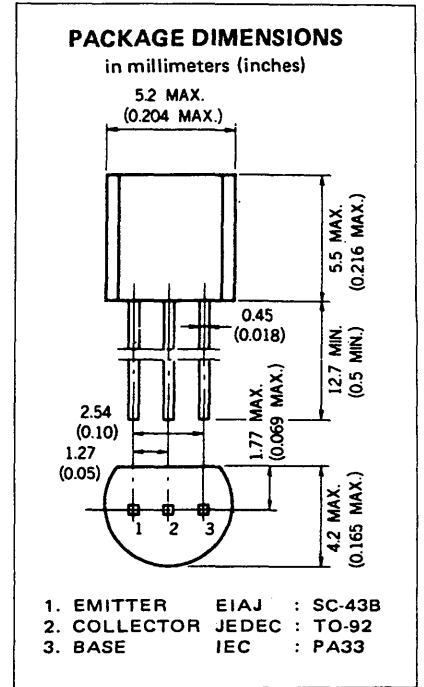 PACKAGE DIMENSIONS
in millimeters (inches)
5.2 MAX.
(0.204 MAX.)
5.5 MAX.
(0.216 MAX.)
0.45
(0.018)
12.7 MIN.
(0.5 MIN.)
2.54
(0.10)
1.77 MAX.
(0.069 MAX.)
1.27
(0.05)
1 2 3
4.2 MAX.
(0.165 MAX.)
1. EMITTER EIAJ : SC-43B
2. COLLECTOR JEDEC : TO-92
3. BASE IEC : PA33